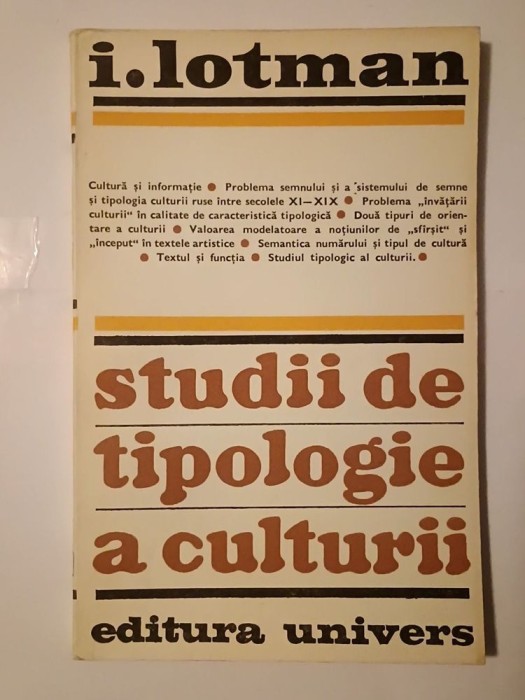 i.lotman
Cultură și informație ● Problema semnului și a sistemului de semne
și tipologia culturii ruse între secolele XI—XIX ● Problema „învățării
culturii“ în calitate de caracteristică tipologică ● Două tipuri de orien-
tare a culturii ● Valoarea modelatoare a noțiunilor de „sfîrșit“ și
„început“ în textele artistice ● Semantica numărului și tipul de cultură
● Textul și funcția ● Studiul tipologic al culturii. ●
studii de
tipologie
a culturii
editura univers